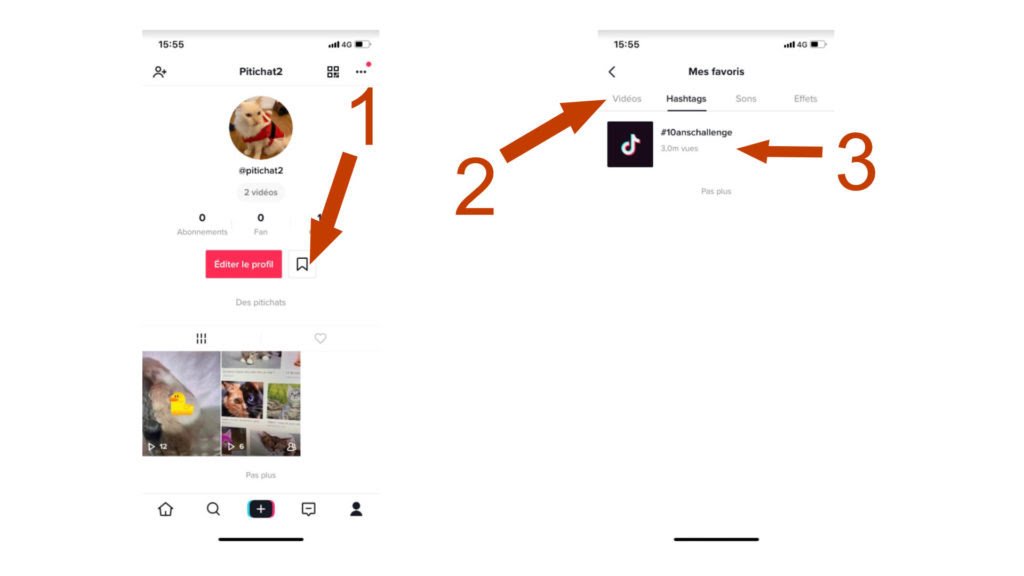 15:55
4G
Pitichat2
1
@pitichat2
2 vidéos
0 0 1
Abonnements Fan
Éditer le profil
Des pitichats
12 6
Pas plus
15:55
4G
Mes favoris
Vidéos Hashtags Sons Effets
2
#10anschallenge
3,0m vues
3
Pas plus